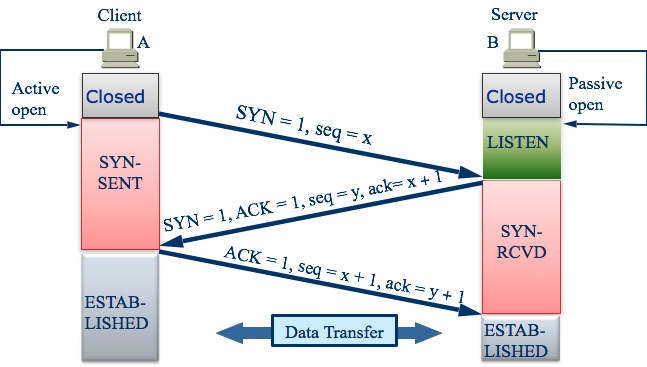 Client
Server
A
B
Active
open
Closed
Closed
Passive
open
SYN = 1, seq = x
LISTEN
SYN-
SENT
SYN = 1, ACK = 1, seq = y, ack= x + 1
SYN-
RCVD
ACK = 1, seq = x + 1, ack = y + 1
ESTAB-
LISHED
Data Transfer
ESTAB-
LISHED